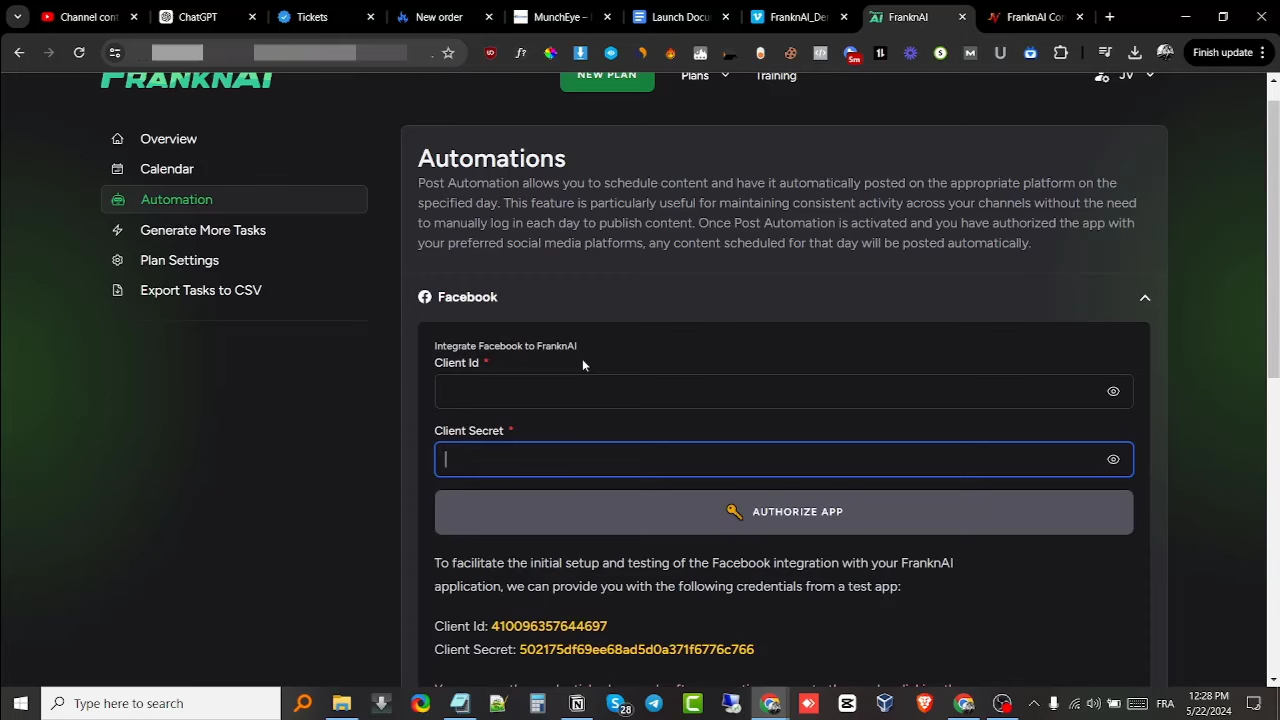 Channel cont
ChatGPT
Tickets
New order
MunchEye –
Launch Docu
FranknAI_De
FranknAI
FranknAI Co
5m
Finish update
FRANKNAI
NEW PLAN
Plans
Training
JV
Overview
Calendar
Automation
Generate More Tasks
Plan Settings
Export Tasks to CSV
Automations
Post Automation allows you to schedule content and have it automatically posted on the appropriate platform on the
specified day. This feature is particularly useful for maintaining consistent activity across your channels without the need
to manually log in each day to publish content. Once Post Automation is activated and you have authorized the app with
your preferred social media platforms, any content scheduled for that day will be posted automatically.
Facebook
Integrate Facebook to FranknAI
Client Id *
Client Secret *
AUTHORIZE APP
To facilitate the initial setup and testing of the Facebook integration with your FranknAI
application, we can provide you with the following credentials from a test app:
Client Id: 410096357644697
Client Secret: 502175df69ee68ad5d0a371f6776c766
Type here to search
28
FRA
12:28 PM
5/22/2024